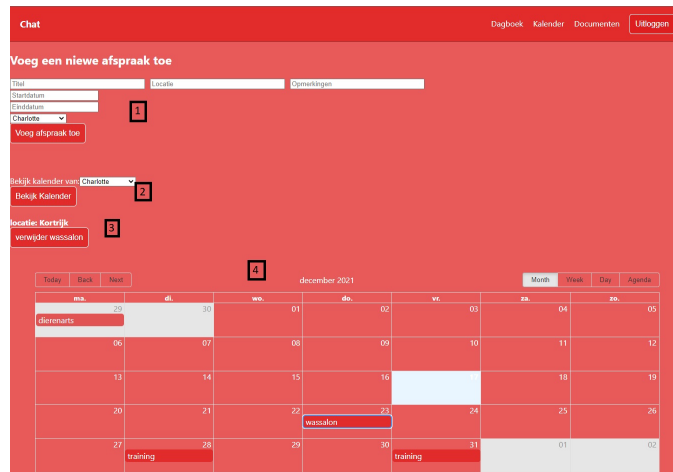 Chat Dagboek Kalender Documenten Uitloggen
Voeg een niewe afspraak toe
Titel Locatie Opmerkingen
Startdatum
Einddatum
1
Charlotte
Voeg afspraak toe
Bekijk kalender van: Charlotte
2
Bekijk Kalender
locatie: Kortrijk
3
verwijder wassalon
4
Today Back Next december 2021 Month Week Day Agenda
ma. di. wo. do. vr. za. zo.
29 30 01 02 03 04 05
dierenarts
06 07 08 09 10 11 12
13 14 15 16 18 19
20 21 22 23 24 25 26
wassalon
27 28 29 30 31 01 02
training training